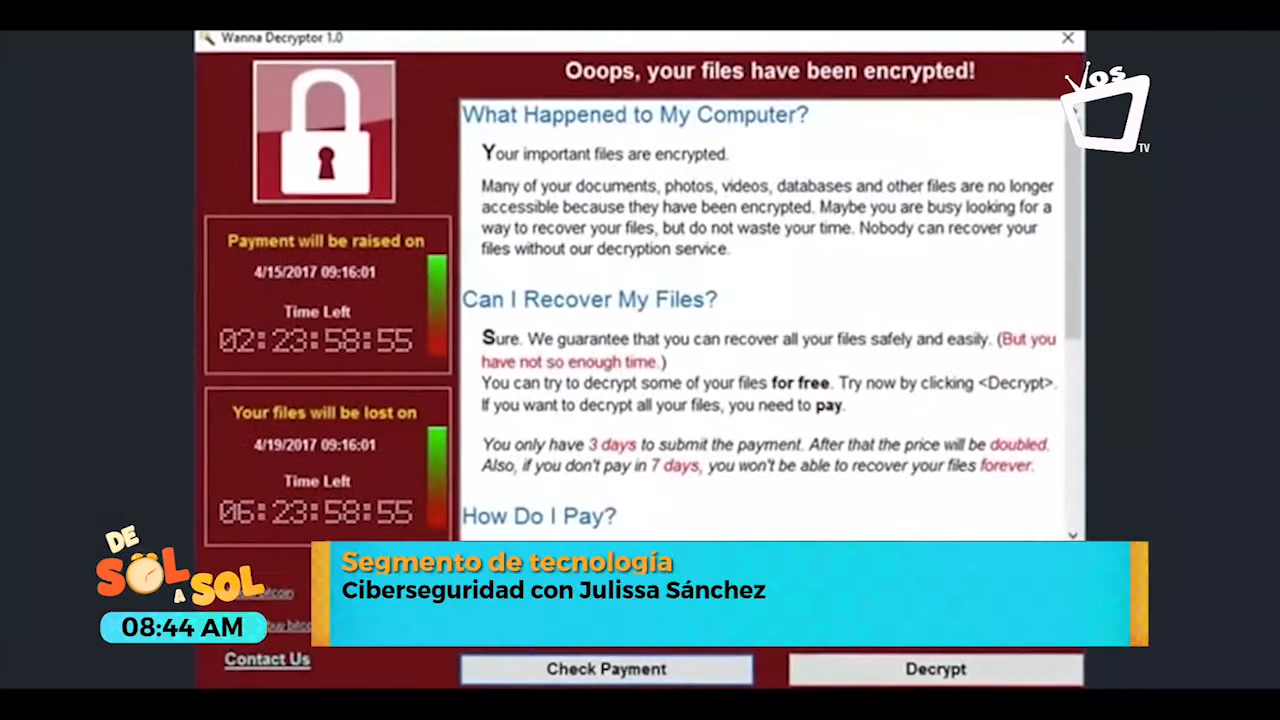 Wanna Decryptor 1.0
Ooops, your files have been encrypted!
VOS
TV
What Happened to My Computer?
Your important files are encrypted.
Many of your documents, photos, videos, databases and other files are no longer
accessible because they have been encrypted. Maybe you are busy looking for a
way to recover your files, but do not waste your time. Nobody can recover your
files without our decryption service.
Can I Recover My Files?
Sure. We guarantee that you can recover all your files safely and easily. (But you
have not so enough time.)
You can try to decrypt some of your files for free. Try now by clicking <Decrypt>.
If you want to decrypt all your files, you need to pay.
You only have 3 days to submit the payment. After that the price will be doubled.
Also, if you don't pay in 7 days, you won't be able to recover your files forever.
How Do I Pay?
Payment will be raised on
4/15/2017 09:16:01
Time Left
02:23:58:55
Your files will be lost on
4/19/2017 09:16:01
Time Left
06:23:58:55
Contact Us
Check Payment
Decrypt
DE
SOL
A
SOL
08:44 AM
Segmento de tecnología
Ciberseguridad con Julissa Sánchez